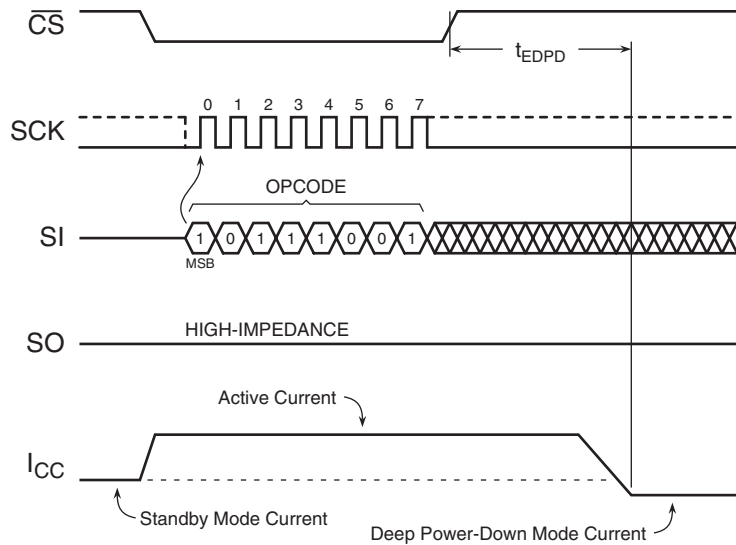 CS
tEDPD
0 1 2 3 4 5 6 7
SCK
OPCODE
SI
1 0 1 1 1 0 0 1
MSB
SO
HIGH-IMPEDANCE
Active Current
ICC
Standby Mode Current
Deep Power-Down Mode Current